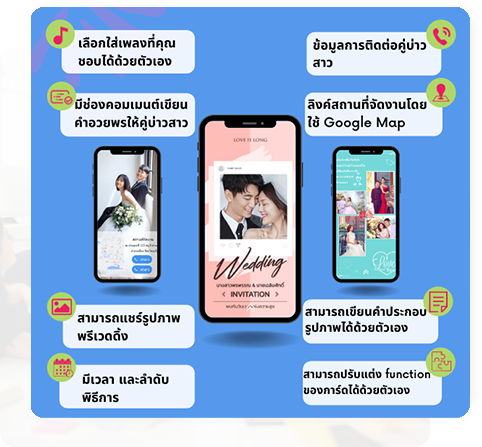 เลือกใส่เพลงที่คุณ
ชอบได้ด้วยตัวเอง
ข้อมูลการติดต่อคู่บ่าว
สาว
มีช่องคอมเมนต์เขียน
คำอวยพรให้คู่บ่าวสาว
ลิงค์สถานที่จัดงานโดย
ใช้ Google Map
LOVE IS LONG
Wedding
INVITATION
สามารถแชร์รูปภาพ
พรีเวดดิ้ง
สามารถเขียนคำประกอบ
รูปภาพได้ด้วยตัวเอง
มีเวลา และลำดับ
พิธีการ
สามารถปรับแต่ง function
ของการ์ดได้ด้วยตัวเอง